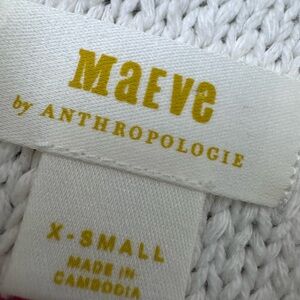 Maeve
by ANTHROPOLOGIE
X-SMALL
MADE IN
CAMBODIA